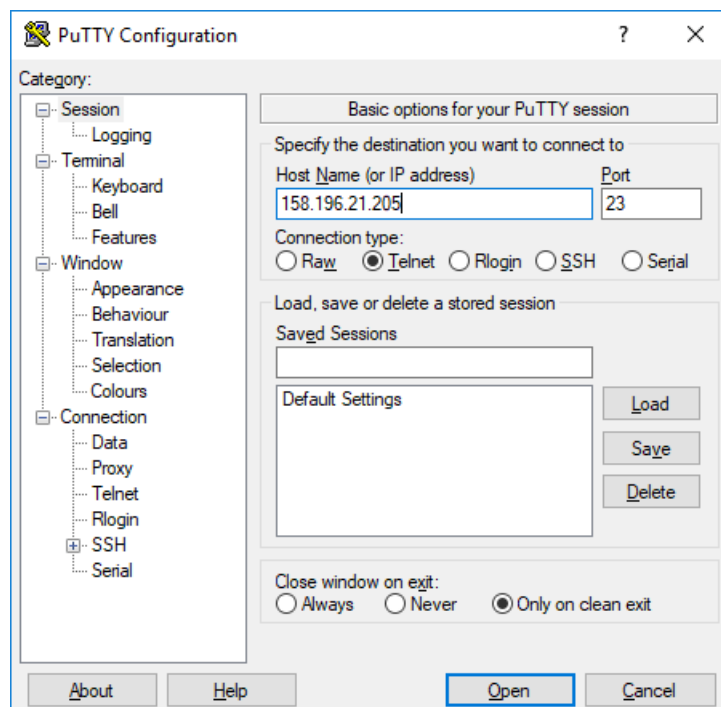 PuTTY Configuration ? ×
Category:
Session
Logging
Terminal
Keyboard
Bell
Features
Window
Appearance
Behaviour
Translation
Selection
Colours
Connection
Data
Proxy
Telnet
Rlogin
SSH
Serial
Basic options for your PuTTY session
Specify the destination you want to connect to
Host Name (or IP address) Port
158.196.21.205 23
Connection type:
Raw Telnet Rlogin SSH Serial
Load, save or delete a stored session
Saved Sessions
Default Settings
Load
Save
Delete
Close window on exit:
Always Never Only on clean exit
About Help Open Cancel